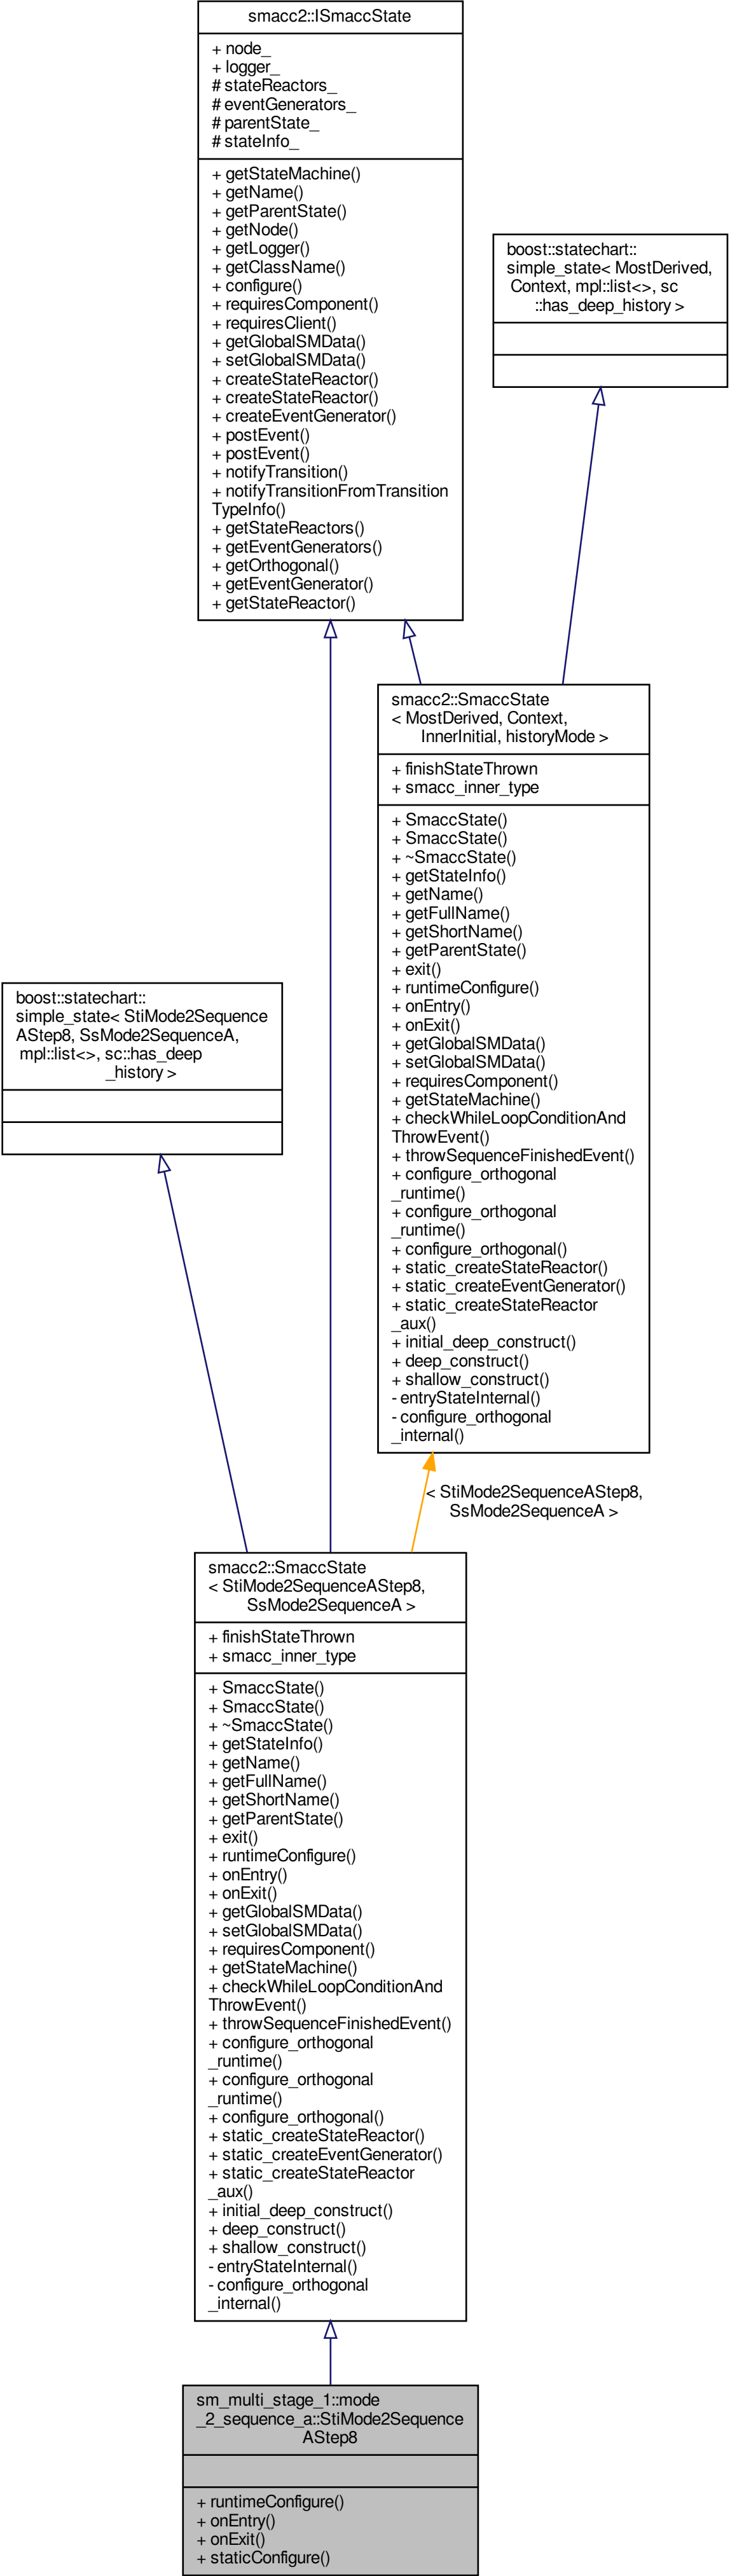 smacc2::ISmaccState
+ node_
+ logger_
# stateReactors_
# eventGenerators_
# parentState_
# stateInfo_
+ getStateMachine()
+ getName()
+ getParentState()
+ getNode()
+ getLogger()
+ getClassName()
+ configure()
+ requiresComponent()
+ requiresClient()
+ getGlobalSMData()
+ setGlobalSMData()
+ createStateReactor()
+ createStateReactor()
+ createEventGenerator()
+ postEvent()
+ postEvent()
+ notifyTransition()
+ notifyTransitionFromTransition
TypeInfo()
+ getStateReactors()
+ getEventGenerators()
+ getOrthogonal()
+ getEventGenerator()
+ getStateReactor()
boost::statechart::
simple_state< MostDerived,
Context, mpl::list<>, sc
::has_deep_history >
smacc2::SmaccState
< MostDerived, Context,
InnerInitial, historyMode >
+ finishStateThrown
+ smacc_inner_type
+ SmaccState()
+ SmaccState()
+ ~SmaccState()
+ getStateInfo()
+ getName()
+ getFullName()
+ getShortName()
+ getParentState()
+ exit()
+ runtimeConfigure()
+ onEntry()
+ onExit()
+ getGlobalSMData()
+ setGlobalSMData()
+ requiresComponent()
+ getStateMachine()
+ checkWhileLoopConditionAnd
ThrowEvent()
+ throwSequenceFinishedEvent()
+ configure_orthogonal
_runtime()
+ configure_orthogonal
_runtime()
+ configure_orthogonal()
+ static_createStateReactor()
+ static_createEventGenerator()
+ static_createStateReactor
_aux()
+ initial_deep_construct()
+ deep_construct()
+ shallow_construct()
- entryStateInternal()
- configure_orthogonal
_internal()
boost::statechart::
simple_state< StiMode2Sequence
AStep8, SsMode2SequenceA,
mpl::list<>, sc::has_deep
_history >
< StiMode2SequenceAStep8,
SsMode2SequenceA >
smacc2::SmaccState
< StiMode2SequenceAStep8,
SsMode2SequenceA >
+ finishStateThrown
+ smacc_inner_type
+ SmaccState()
+ SmaccState()
+ ~SmaccState()
+ getStateInfo()
+ getName()
+ getFullName()
+ getShortName()
+ getParentState()
+ exit()
+ runtimeConfigure()
+ onEntry()
+ onExit()
+ getGlobalSMData()
+ setGlobalSMData()
+ requiresComponent()
+ getStateMachine()
+ checkWhileLoopConditionAnd
ThrowEvent()
+ throwSequenceFinishedEvent()
+ configure_orthogonal
_runtime()
+ configure_orthogonal
_runtime()
+ configure_orthogonal()
+ static_createStateReactor()
+ static_createEventGenerator()
+ static_createStateReactor
_aux()
+ initial_deep_construct()
+ deep_construct()
+ shallow_construct()
- entryStateInternal()
- configure_orthogonal
_internal()
sm_multi_stage_1::mode
_2_sequence_a::StiMode2Sequence
AStep8
+ runtimeConfigure()
+ onEntry()
+ onExit()
+ staticConfigure()